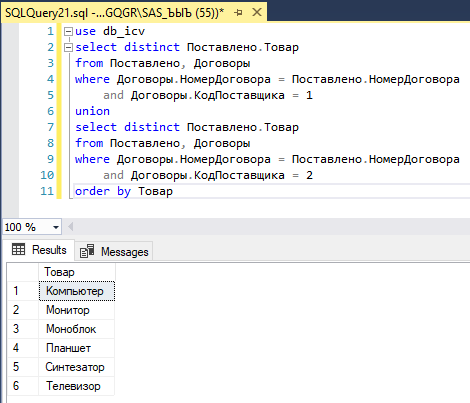 SQLQuery21.sql -...GQGR\SAS_ЪЫЬ (55))*
1 use db_icv
2 select distinct Поставлено.Товар
3 from Поставлено, Договоры
4 where Договоры.НомерДоговора = Поставлено.НомерДоговора
5 and Договоры.КодПоставщика = 1
6 union
7 select distinct Поставлено.Товар
8 from Поставлено, Договоры
9 where Договоры.НомерДоговора = Поставлено.НомерДоговора
10 and Договоры.КодПоставщика = 2
11 order by Товар
100 %
Results Messages
Товар
1 Компьютер
2 Монитор
3 Моноблок
4 Планшет
5 Синтезатор
6 Телевизор